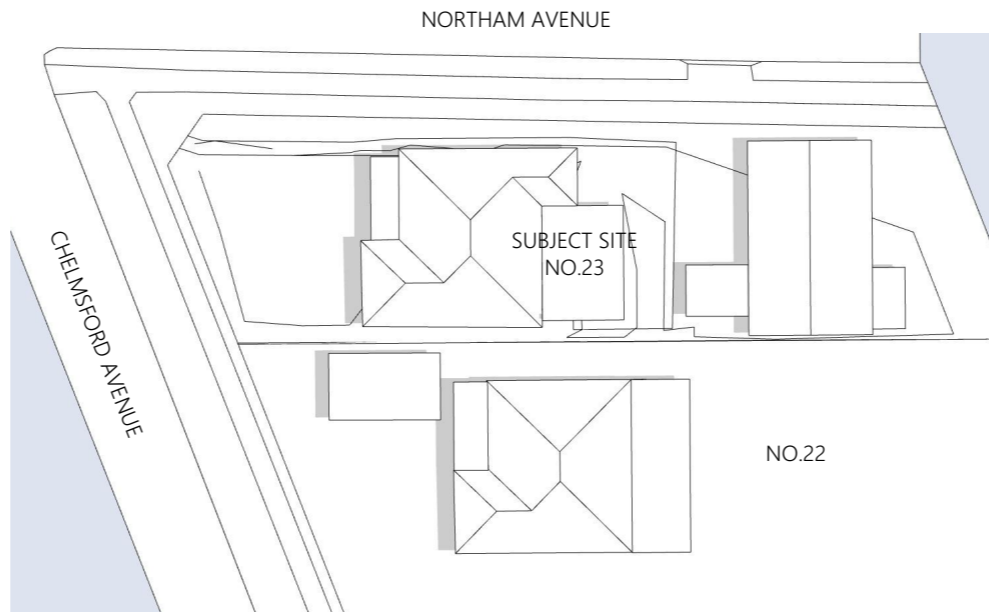 NORTHAM AVENUE
CHELMSFORD AVENUE
SUBJECT SITE
NO.23
NO.22